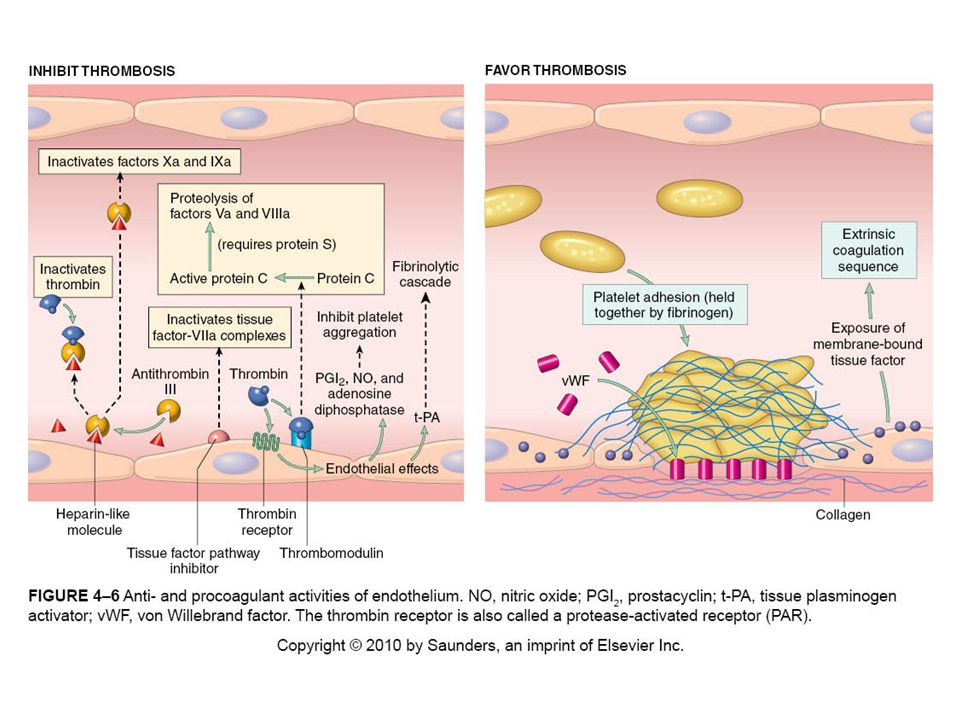 INHIBIT THROMBOSIS
Inactivates factors Xa and IXa
Proteolysis of
factors Va and VIIIa
(requires protein S)
Active protein C
Protein C
Inactivates
thrombin
Fibrinolytic
cascade
Inactivates tissue
factor-VIIa complexes
Inhibit platelet
aggregation
Antithrombin
III
Thrombin
PGI2, NO, and
adenosine
diphosphatase
t-PA
Endothelial effects
Heparin-like
molecule
Thrombin
receptor
Tissue factor pathway
inhibitor
Thrombomodulin
FAVOR THROMBOSIS
Extrinsic
coagulation
sequence
Platelet adhesion (held
together by fibrinogen)
Exposure of
membrane-bound
tissue factor
vWF
Collagen
FIGURE 4–6 Anti- and procoagulant activities of endothelium. NO, nitric oxide; PGI2, prostacyclin; t-PA, tissue plasminogen
activator; vWF, von Willebrand factor. The thrombin receptor is also called a protease-activated receptor (PAR).
Copyright © 2010 by Saunders, an imprint of Elsevier Inc.